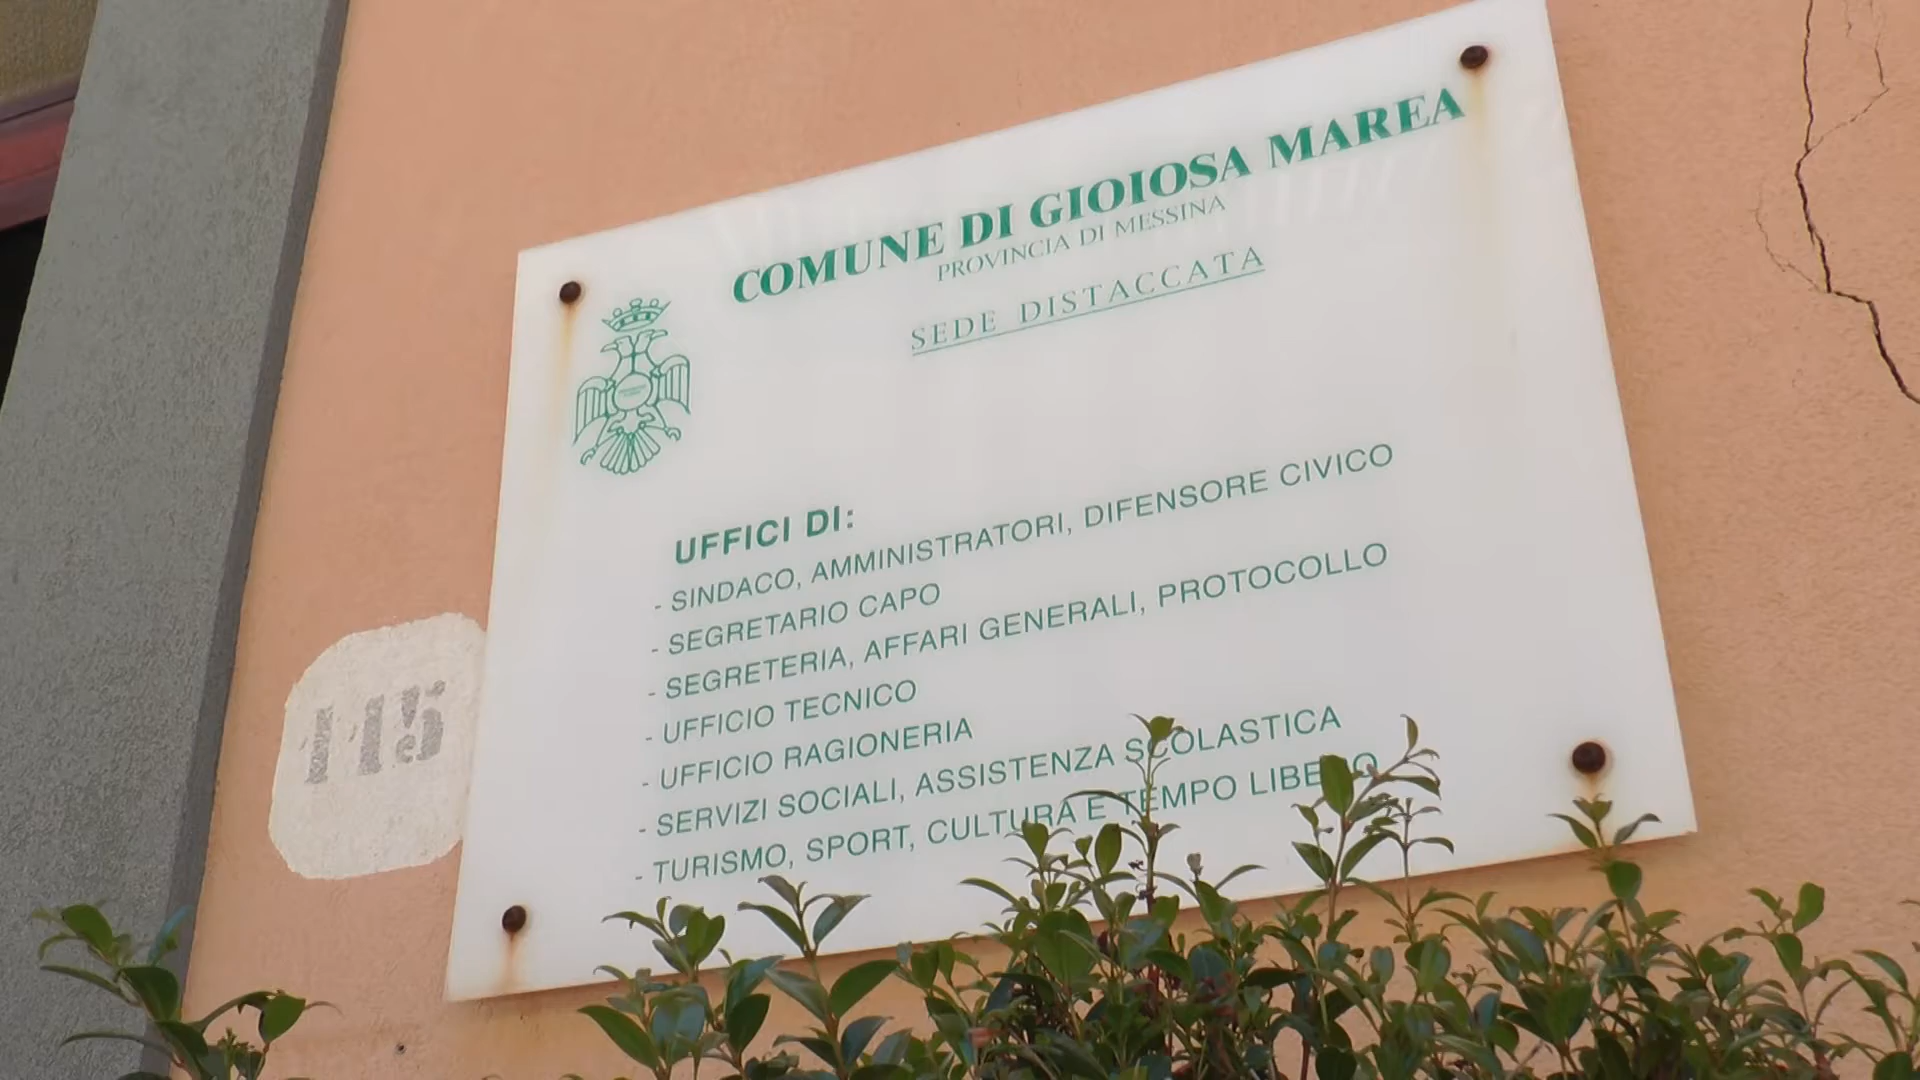 COMUNE DI GIOIOSA MAREA
PROVINCIA DI MESSINA
SEDE DISTACCATA
UFFICI DI:
- SINDACO, AMMINISTRATORI, DIFENSORE CIVICO
- SEGRETARIO CAPO
- SEGRETERIA, AFFARI GENERALI, PROTOCOLLO
- UFFICIO TECNICO
- UFFICIO RAGIONERIA
- SERVIZI SOCIALI, ASSISTENZA SCOLASTICA
- TURISMO, SPORT, CULTURA E TEMPO LIBERO
115